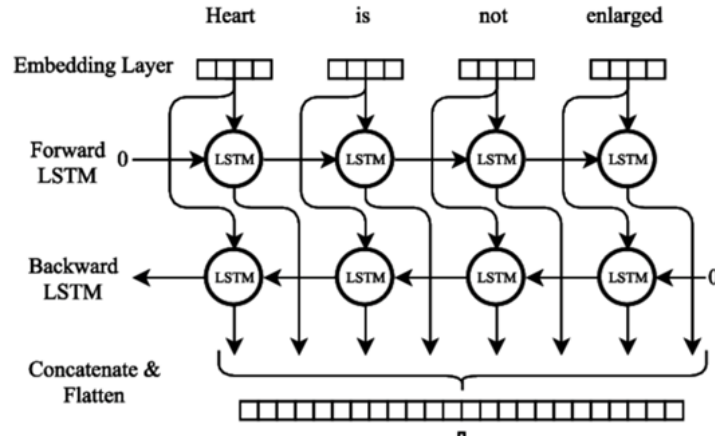 Heart is not enlarged
Embedding Layer
Forward
LSTM
0
LSTM LSTM LSTM LSTM
Backward
LSTM
LSTM LSTM LSTM LSTM
0
Concatenate &
Flatten